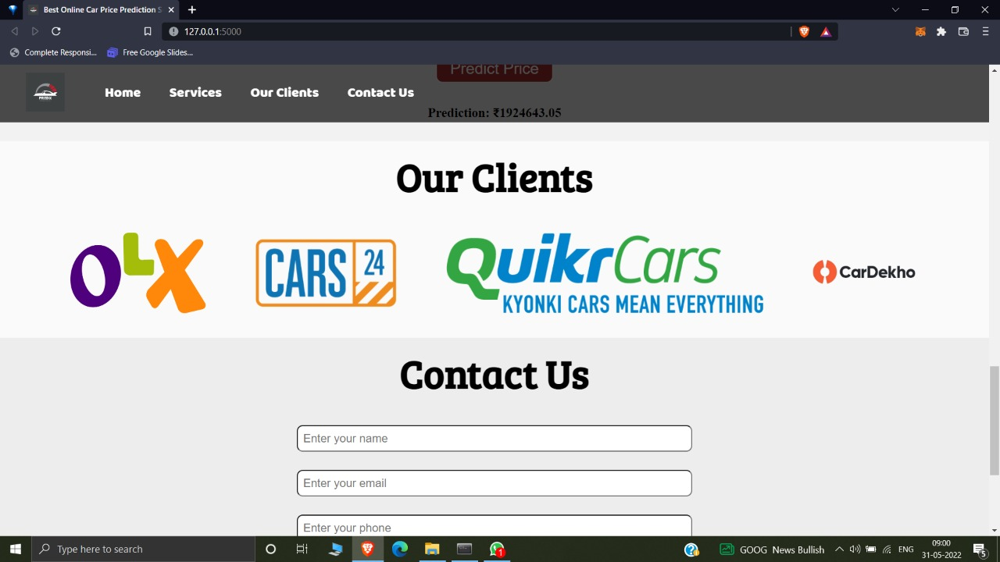 Best Online Car Price Prediction S
127.0.0.1:5000
Complete Responsi...
Free Google Slides...
Predict Price
PREDX
Home
Services
Our Clients
Contact Us
Prediction: ₹1924643.05
Our Clients
OLX
CARS 24
QuikrCars
KYONKI CARS MEAN EVERYTHING
CarDekho
Contact Us
Enter your name
Enter your email
Enter your phone
Type here to search
1
GOOG News Bullish
ENG
09:00
31-05-2022
5